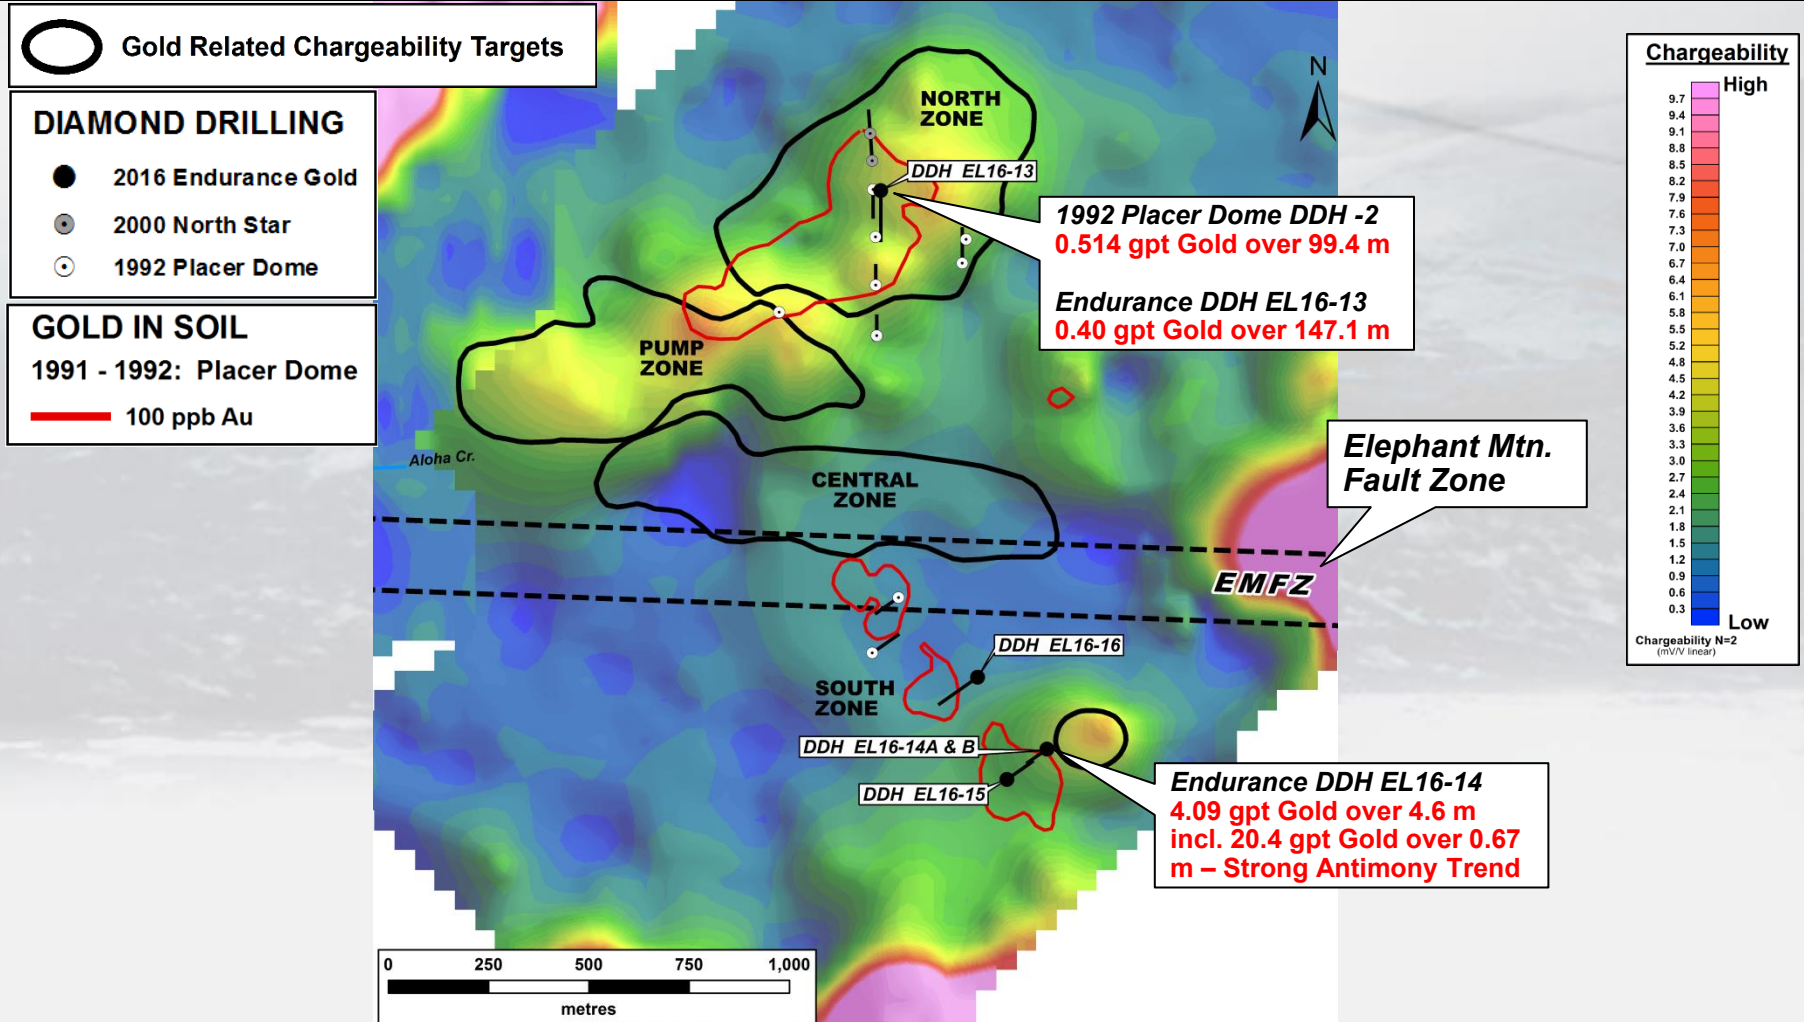 Gold Related Chargeability Targets
DIAMOND DRILLING
2016 Endurance Gold
2000 North Star
1992 Placer Dome
GOLD IN SOIL
1991 - 1992: Placer Dome
100 ppb Au
Aloha Cr.
NORTH
ZONE
DDH EL16-13
N
1992 Placer Dome DDH -2
0.514 gpt Gold over 99.4 m
Endurance DDH EL16-13
0.40 gpt Gold over 147.1 m
PUMP
ZONE
CENTRAL
ZONE
Elephant Mtn.
Fault Zone
EMFZ
DDH EL16-16
SOUTH
ZONE
DDH EL16-14A & B
DDH EL16-15
Endurance DDH EL16-14
4.09 gpt Gold over 4.6 m
incl. 20.4 gpt Gold over 0.67
m – Strong Antimony Trend
0 250 500 750 1,000
metres
Chargeability
High
9.7
9.4
9.1
8.8
8.5
8.2
7.9
7.6
7.3
7.0
6.7
6.4
6.1
5.8
5.5
5.2
4.8
4.5
4.2
3.9
3.6
3.3
3.0
2.7
2.4
2.1
1.8
1.5
1.2
0.9
0.6
0.3
Low
Chargeability N=2
(mV/V linear)